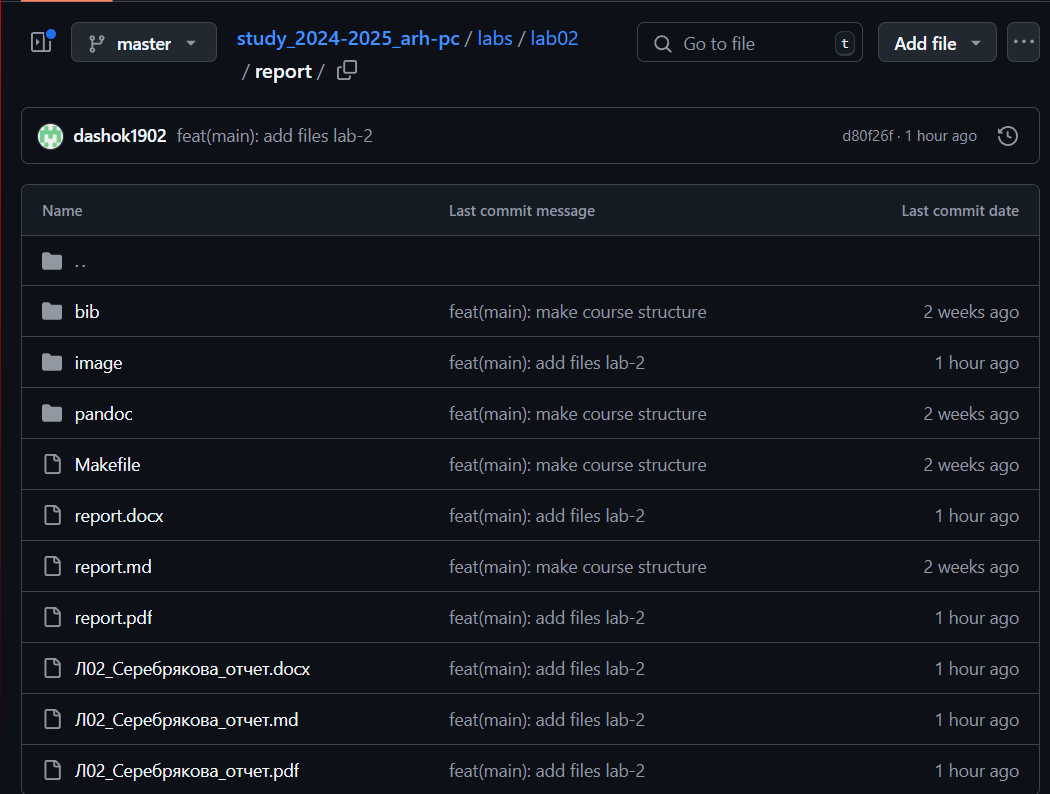 master study_2024-2025_arh-pc / labs / lab02 Go to file t Add file ...
/ report /
dashok1902 feat(main): add files lab-2 d80f26f · 1 hour ago
Name Last commit message Last commit date
..
bib feat(main): make course structure 2 weeks ago
image feat(main): add files lab-2 1 hour ago
pandoc feat(main): make course structure 2 weeks ago
Makefile feat(main): make course structure 2 weeks ago
report.docx feat(main): add files lab-2 1 hour ago
report.md feat(main): make course structure 2 weeks ago
report.pdf feat(main): add files lab-2 1 hour ago
Л02_Серебрякова_отчет.docx feat(main): add files lab-2 1 hour ago
Л02_Серебрякова_отчет.md feat(main): add files lab-2 1 hour ago
Л02_Серебрякова_отчет.pdf feat(main): add files lab-2 1 hour ago